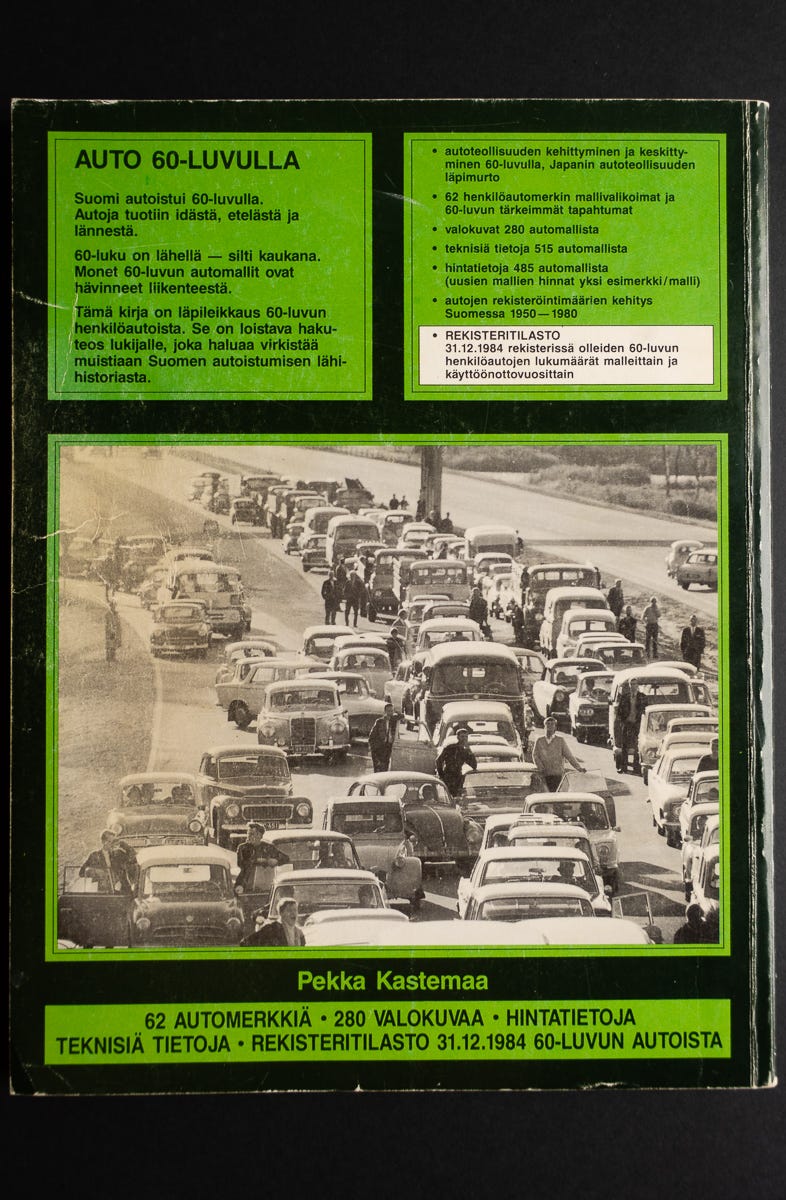 AUTO 60-LUVULLA
Suomi autoistui 60-luvulla.
Autoja tuotiin idästä, etelästä ja
lännestä.
60-luku on lähellä — silti kaukana.
Monet 60-luvun automallit ovat
hävinneet liikenteestä.
Tämä kirja on läpileikkaus 60-luvun
henkilöautoista. Se on loistava haku-
teos lukijalle, joka haluaa virkistää
muistiaan Suomen autoistumisen lähi-
historiasta.
• autoteollisuuden kehittyminen ja keskitty-
minen 60-luvulla, Japanin autoteollisuuden
läpimurto
• 62 henkilöautomerkin mallivalikoimat ja
60-luvun tärkeimmät tapahtumat
• valokuvat 280 automallista
• teknisiä tietoja 515 automallista
• hintatietoja 485 automallista
(uusien mallien hinnat yksi esimerkki/malli)
• autojen rekisteröintimäärien kehitys
Suomessa 1950—1980
• REKISTERITILASTO
31.12.1984 rekisterissä olleiden 60-luvun
henkilöautojen lukumäärät malleittain ja
käyttöönottovuosittain
Pekka Kastemaa
62 AUTOMERKKIÄ • 280 VALOKUVAA • HINTATIETOJA
TEKNISIÄ TIETOJA • REKISTERITILASTO 31.12.1984 60-LUVUN AUTOISTA